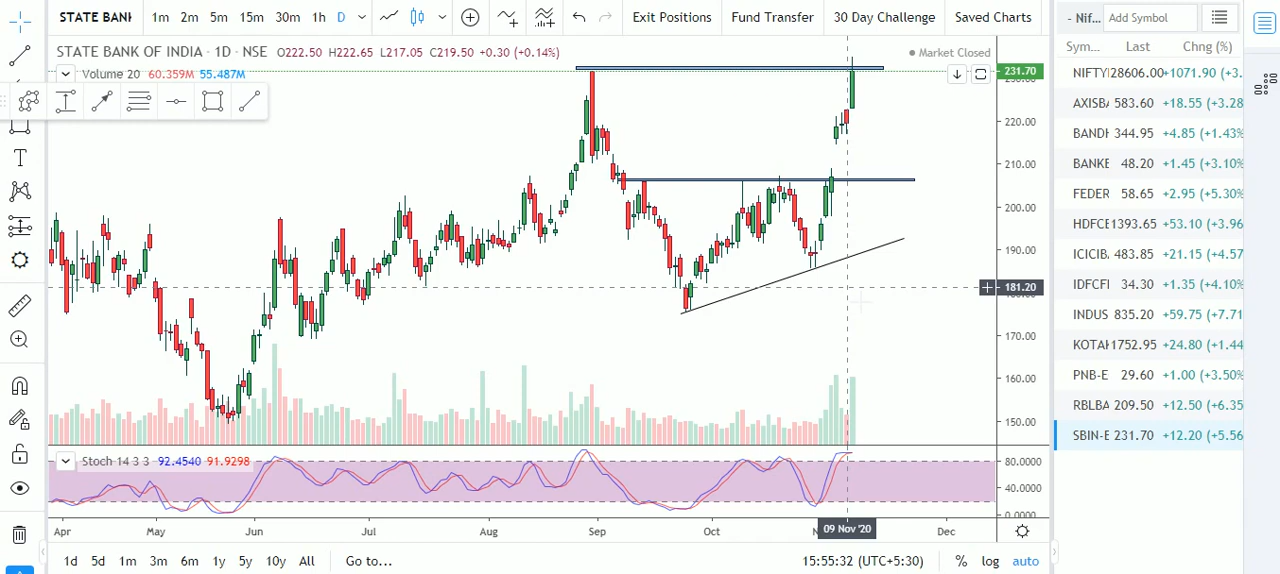 STATE BANK
1m 2m 5m 15m 30m 1h D
Exit Positions Fund Transfer 30 Day Challenge Saved Charts
STATE BANK OF INDIA · 1D · NSE O222.50 H222.65 L217.05 C219.50 +0.30 (+0.14%)
Market Closed
Volume 20 60.359M 55.487M
231.70
220.00
210.00
200.00
190.00
181.20
170.00
160.00
150.00
Stoch 14 3 3 92.4540 91.9298
80.0000
40.0000
0.0000
Apr May Jun Jul Aug Sep Oct 09 Nov '20 Dec
1d 5d 1m 3m 6m 1y 5y 10y All Go to... 15:55:32 (UTC+5:30) % log auto
- Nif... Add Symbol
Sym... Last Chng (%)
NIFTY 28606.00 +1071.90 (+3.
AXISBA 583.60 +18.55 (+3.28
BANDH 344.95 +4.85 (+1.43%
BANKE 48.20 +1.45 (+3.10%
FEDER 58.65 +2.95 (+5.30%
HDFCE 1393.65 +53.10 (+3.96
ICICIB 483.85 +21.15 (+4.57
IDFCFI 34.30 +1.35 (+4.10%
INDUS 835.20 +59.75 (+7.71
KOTAK 1752.95 +24.80 (+1.44
PNB-E 29.60 +1.00 (+3.50%
RBLBA 209.50 +12.50 (+6.35
SBIN-E 231.70 +12.20 (+5.56